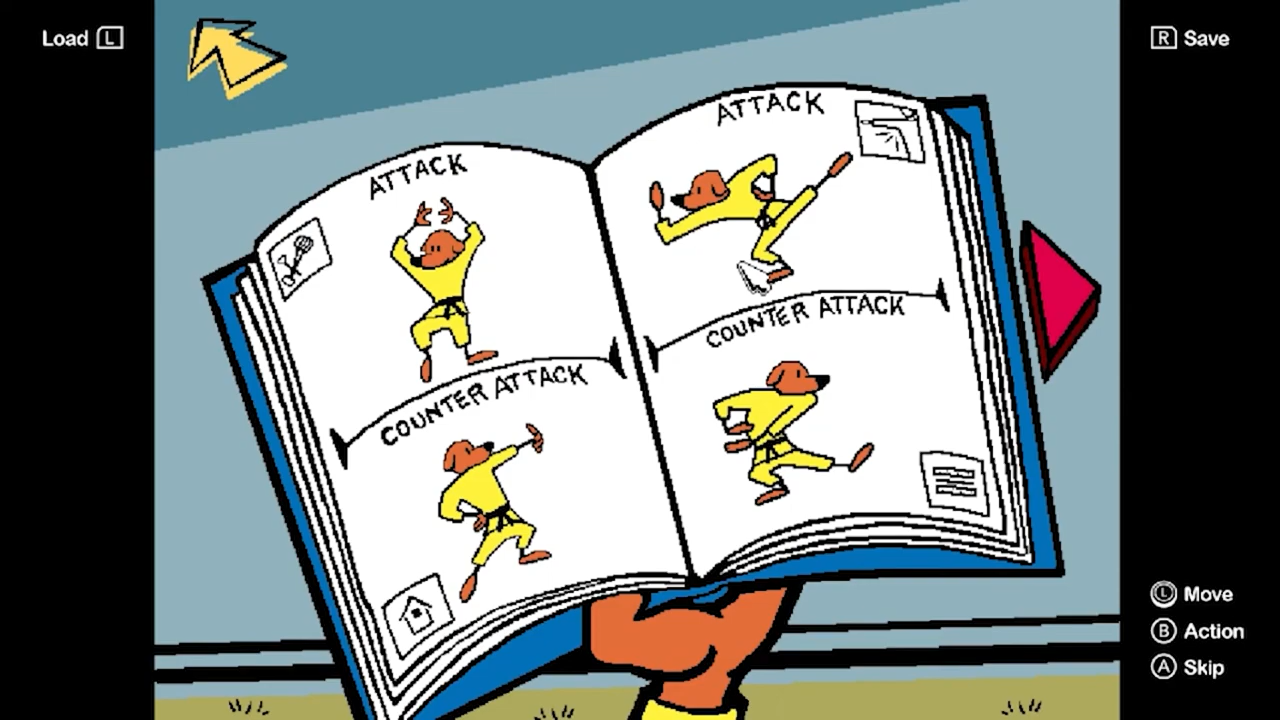 Load L
R Save
ATTACK
COUNTER ATTACK
ATTACK
COUNTER ATTACK
L Move
B Action
A Skip